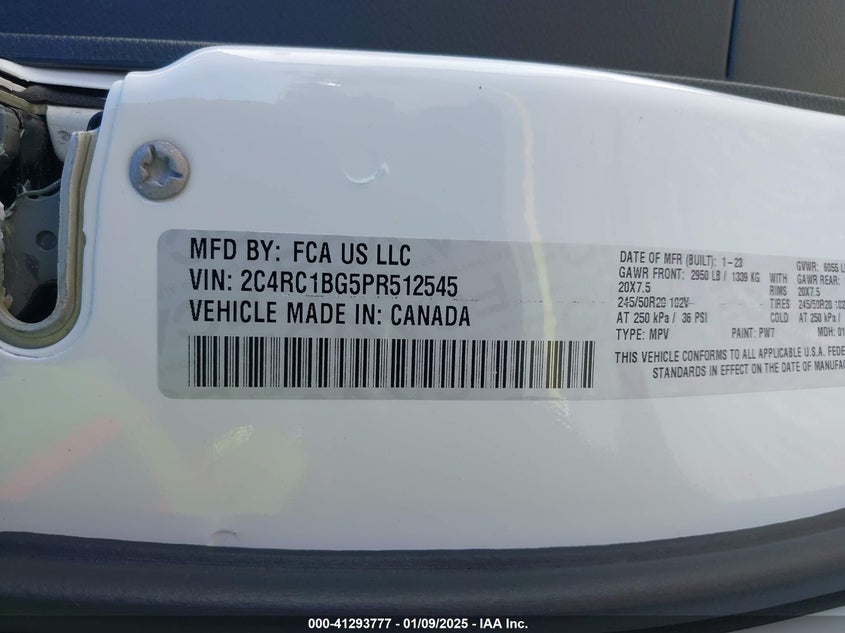 MFD BY: FCA US LLC
VIN: 2C4RC1BG5PR512545
VEHICLE MADE IN: CANADA
DATE OF MFR (BUILT): 1-23
GAWR FRONT: 2950 LB / 1339 KG WITH
20X7.5 RIMS
245/50R20 102V TIRES
AT 250 kPa / 36 PSI COLD
TYPE: MPV PAINT: PW7 MDH: 01
GVWR: 6055 L
GAWR REAR:
20X7.5
245/50R20 102
AT 250 kPa /
THIS VEHICLE CONFORMS TO ALL APPLICABLE U.S.A. FEDE
STANDARDS IN EFFECT ON THE DATE OF MANUFA
000-41293777 - 01/09/2025 - IAA Inc.